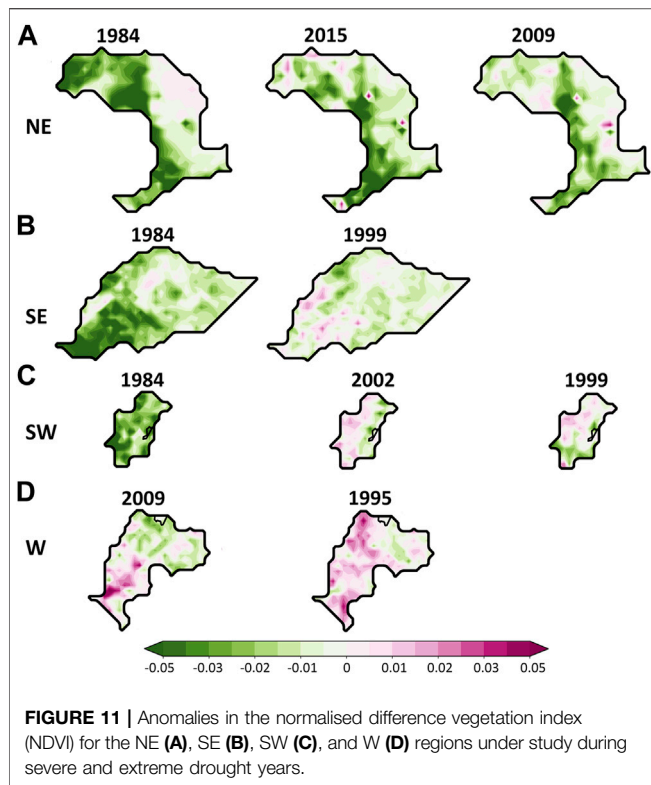 A
1984
2015
2009
NE
B
1984
1999
SE
C
1984
2002
1999
SW
D
2009
1995
W
-0.05 -0.03 -0.02 -0.01 0 0.01 0.02 0.03 0.05
FIGURE 11 | Anomalies in the normalised difference vegetation index
(NDVI) for the NE (A), SE (B), SW (C), and W (D) regions under study during
severe and extreme drought years.